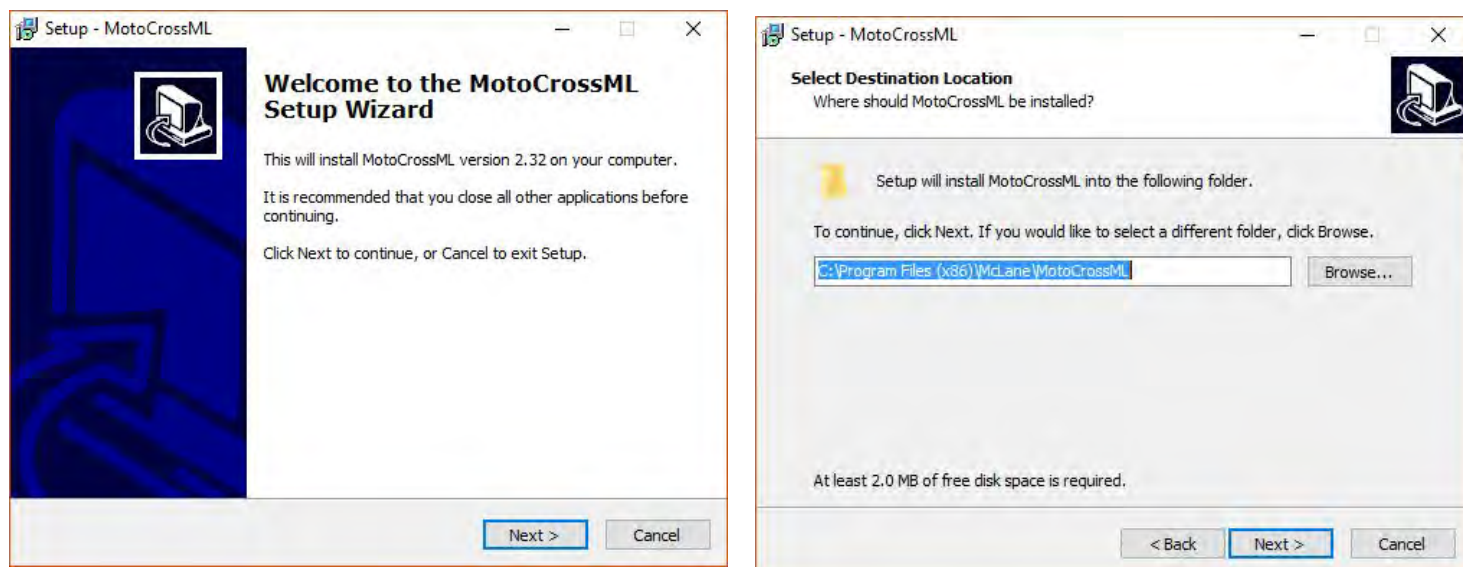 Setup - MotoCrossML
Welcome to the MotoCrossML
Setup Wizard
This will install MotoCrossML version 2.32 on your computer.
It is recommended that you close all other applications before
continuing.
Click Next to continue, or Cancel to exit Setup.
Next >
Cancel
Setup - MotoCrossML
Select Destination Location
Where should MotoCrossML be installed?
Setup will install MotoCrossML into the following folder.
To continue, click Next. If you would like to select a different folder, click Browse.
C:\Program Files (x86)\McLane\MotoCrossML
Browse...
At least 2.0 MB of free disk space is required.
< Back
Next >
Cancel